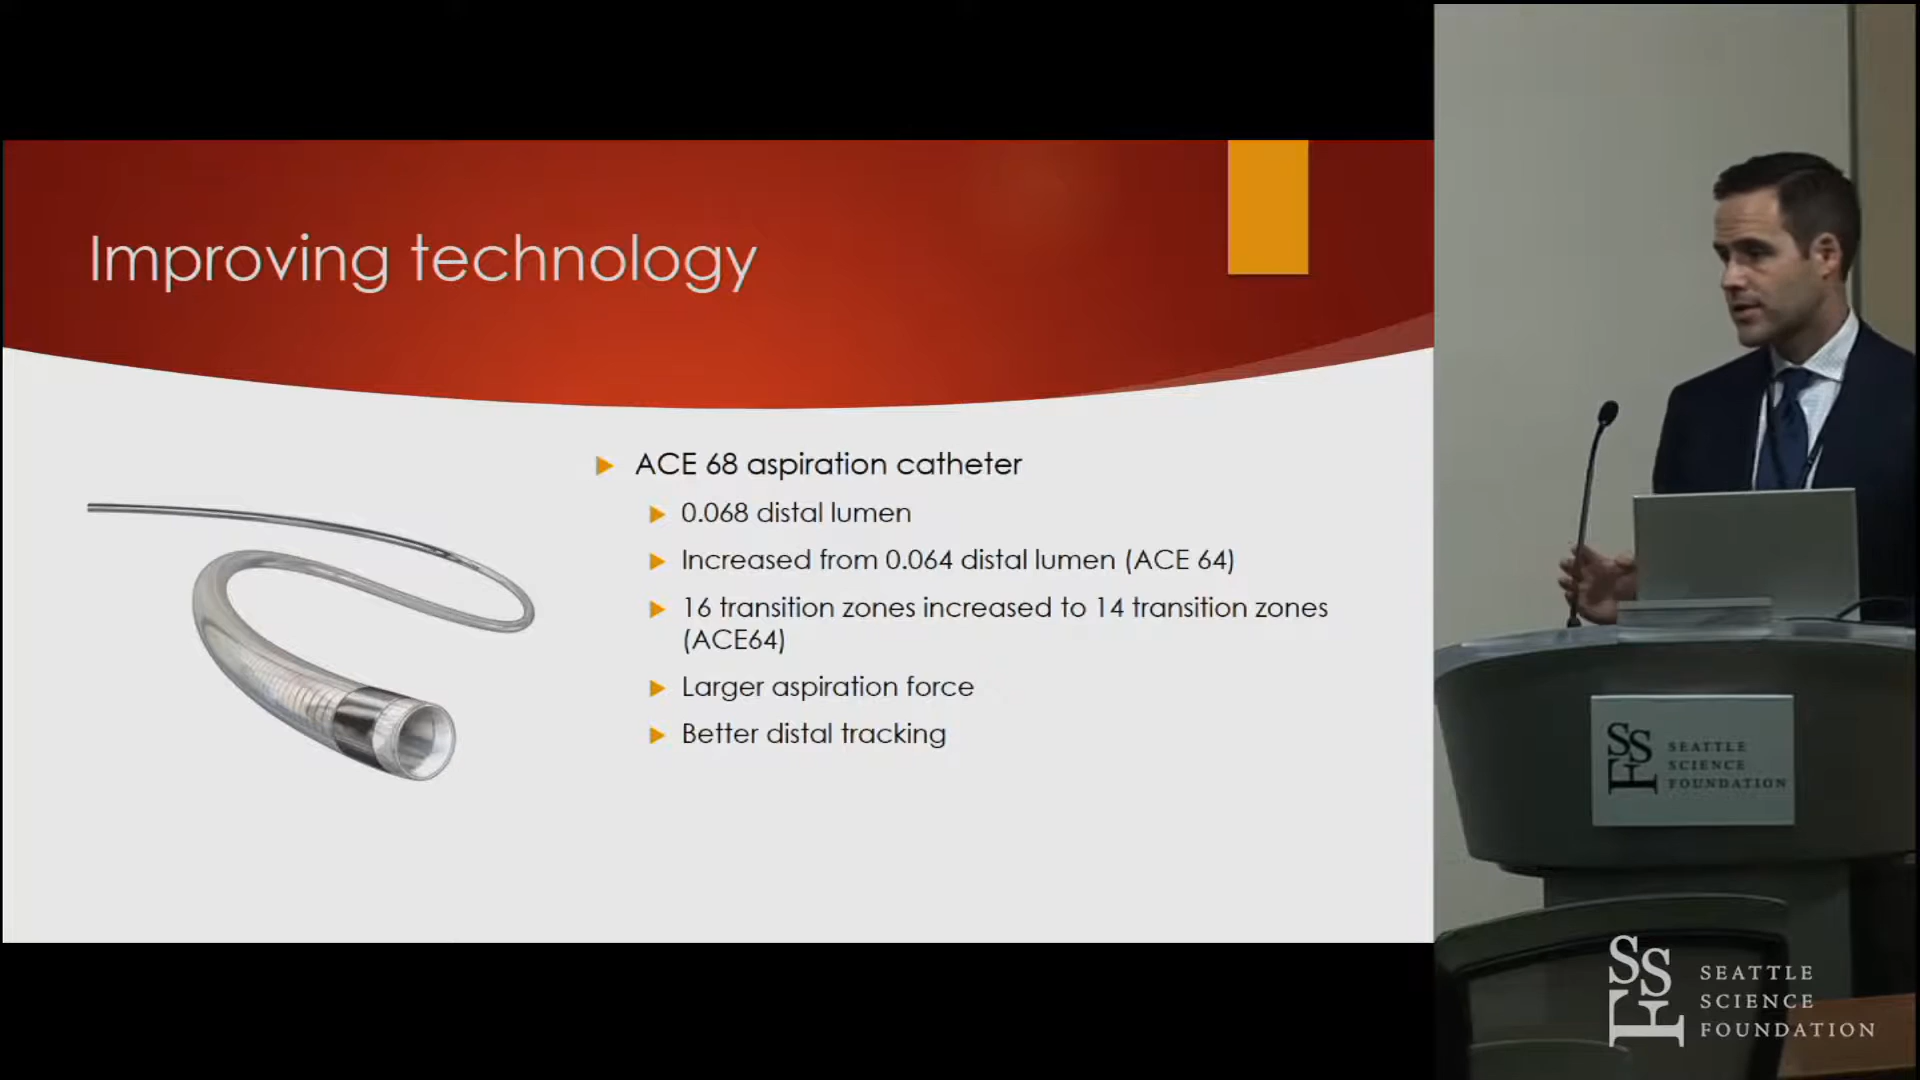 Improving technology
ACE 68 aspiration catheter
0.068 distal lumen
Increased from 0.064 distal lumen (ACE 64)
16 transition zones increased to 14 transition zones
(ACE64)
Larger aspiration force
Better distal tracking
SSF
SEATTLE
SCIENCE
FOUNDATION
SSF
SEATTLE
SCIENCE
FOUNDATION